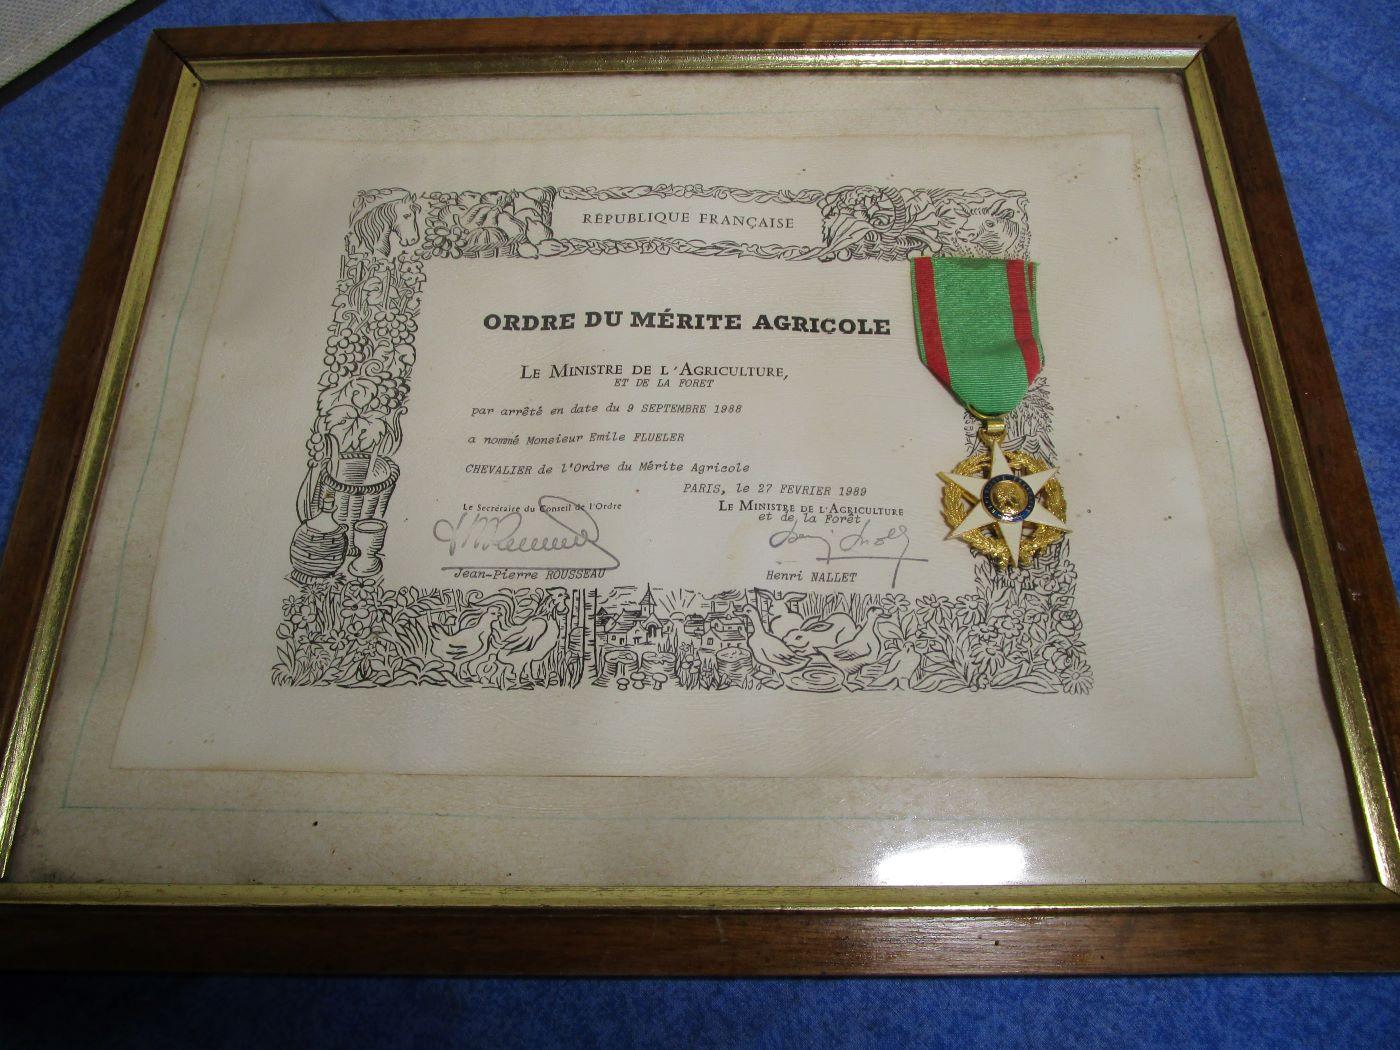 RÉPUBLIQUE FRANÇAISE
ORDRE DU MÉRITE AGRICOLE
LE MINISTRE DE L'AGRICULTURE,
ET DE LA FORET
par arrêté en date du 9 SEPTEMBRE 1988
a nommé Monsieur Emile FLUELER
CHEVALIER de l'Ordre du Mérite Agricole
PARIS, le 27 FEVRIER 1989
Le Secrétaire du Conseil de l'Ordre
LE MINISTRE DE L'AGRICULTURE
et de la Forêt
Jean-Pierre ROUSSEAU
Henri NALLET